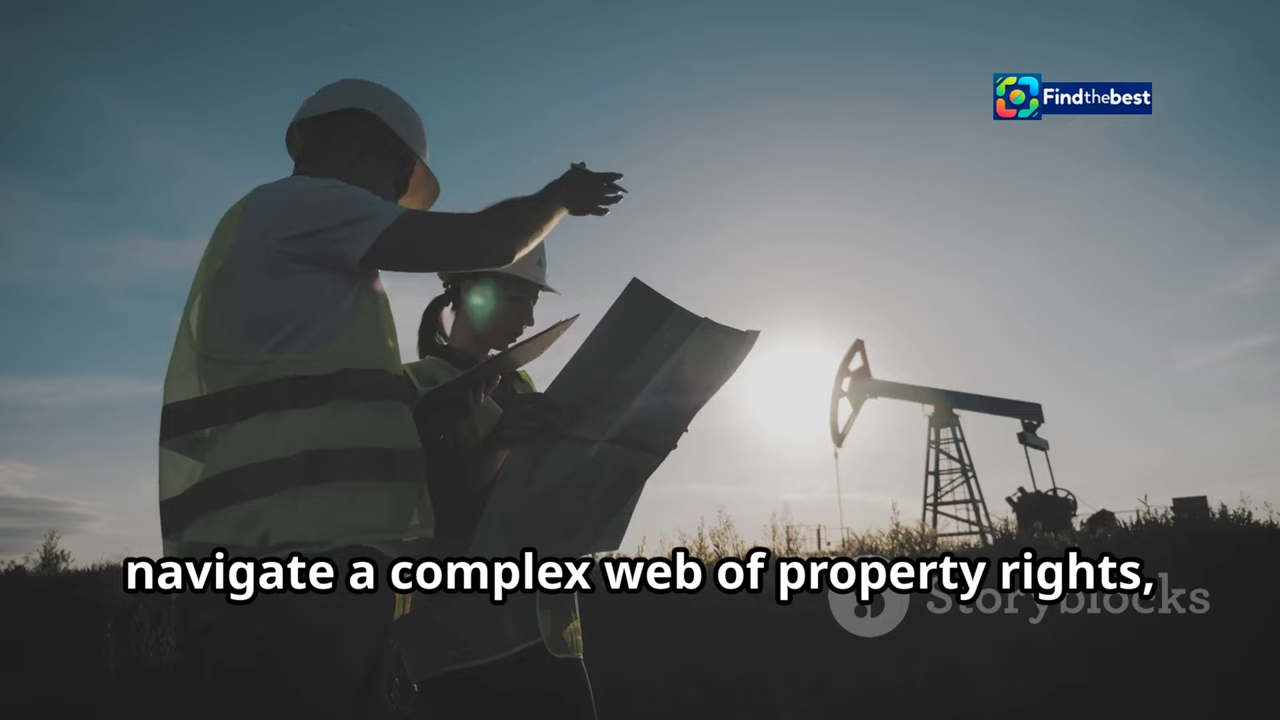 Findthebest
navigate a complex web of property rights,
Storyblocks